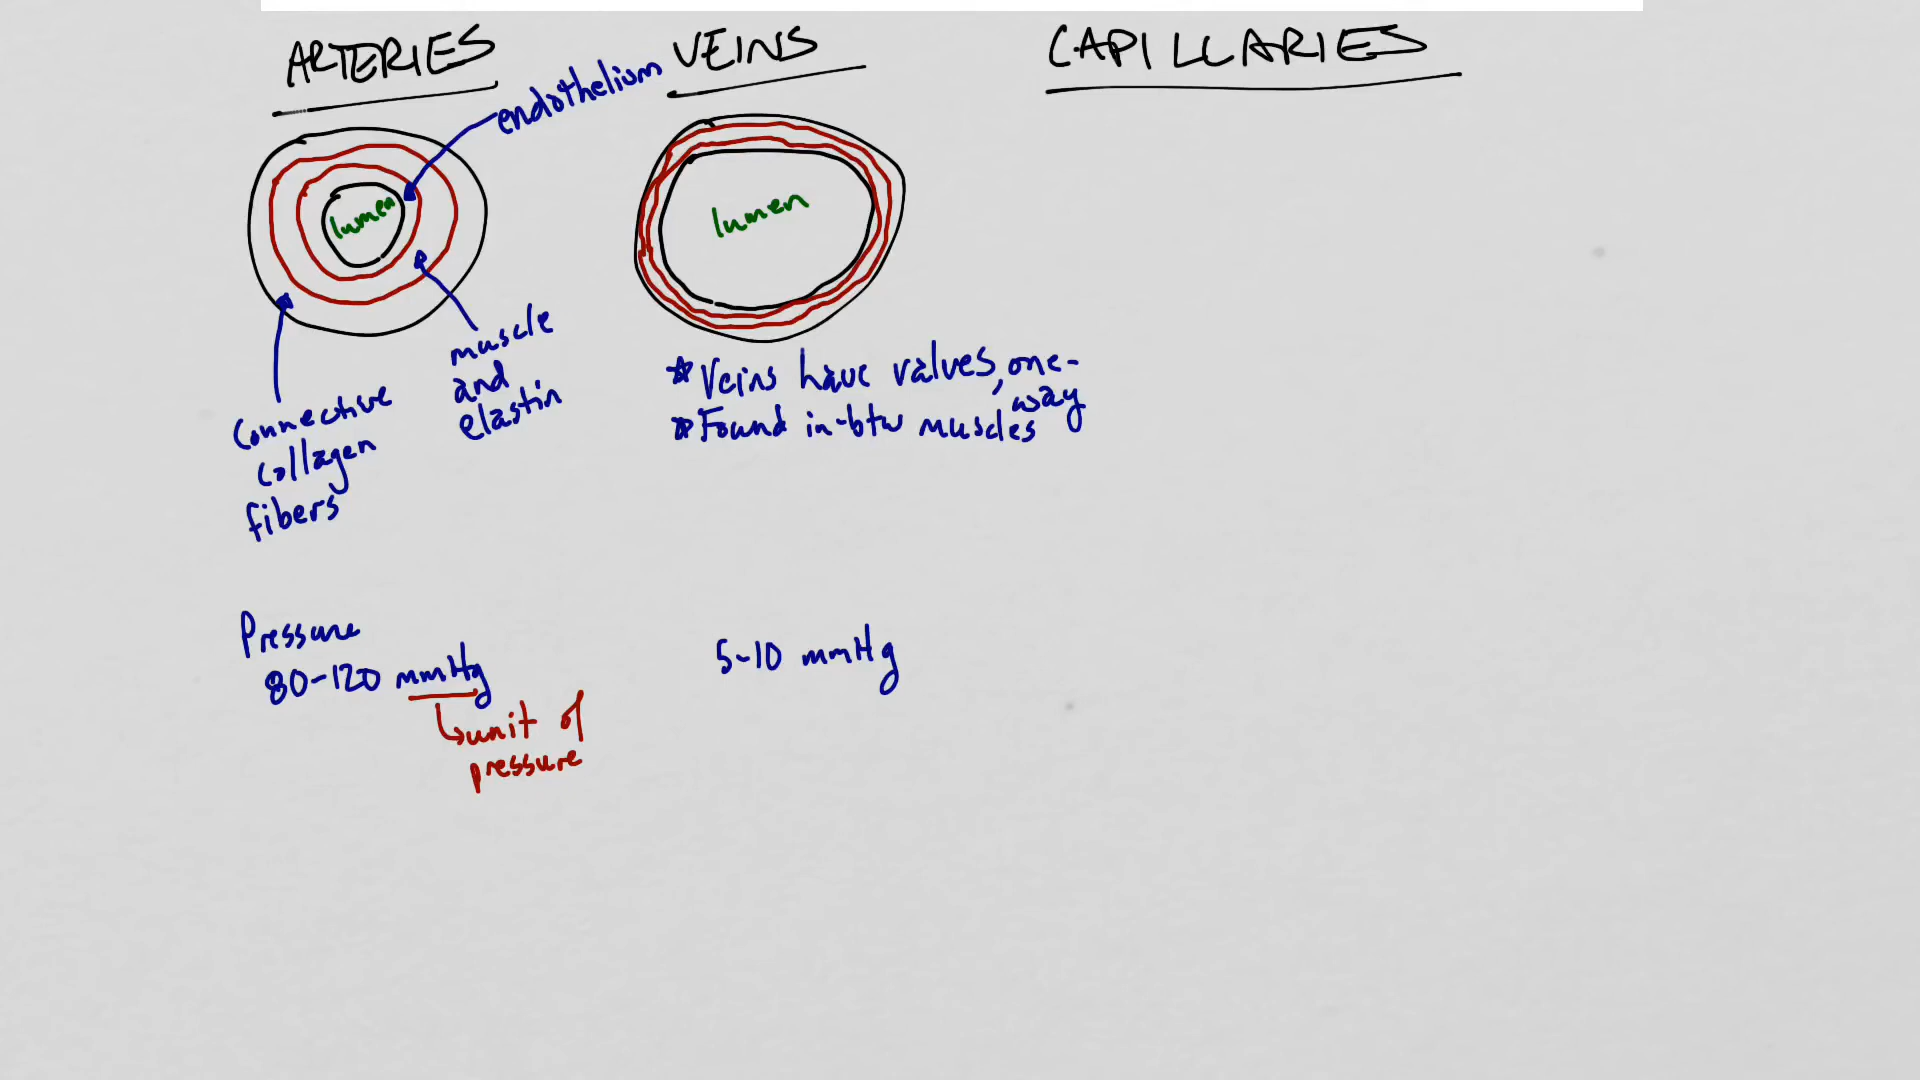 ARTERIES
endothelium
lumen
muscle
and
elastin
connective
collagen
fibers
Pressure
80-120 mmHg
unit of
pressure
VEINS
lumen
*Veins have valves, one-
way
*Found in-btw muscles
5-10 mmHg
CAPILLARIES